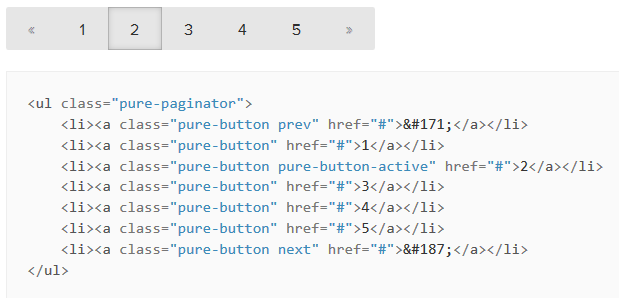 « 1 2 3 4 5 »
<ul class="pure-paginator">
    <li><a class="pure-button prev" href="#">&#171;</a></li>
    <li><a class="pure-button" href="#">1</a></li>
    <li><a class="pure-button pure-button-active" href="#">2</a></li>
    <li><a class="pure-button" href="#">3</a></li>
    <li><a class="pure-button" href="#">4</a></li>
    <li><a class="pure-button" href="#">5</a></li>
    <li><a class="pure-button next" href="#">&#187;</a></li>
</ul>